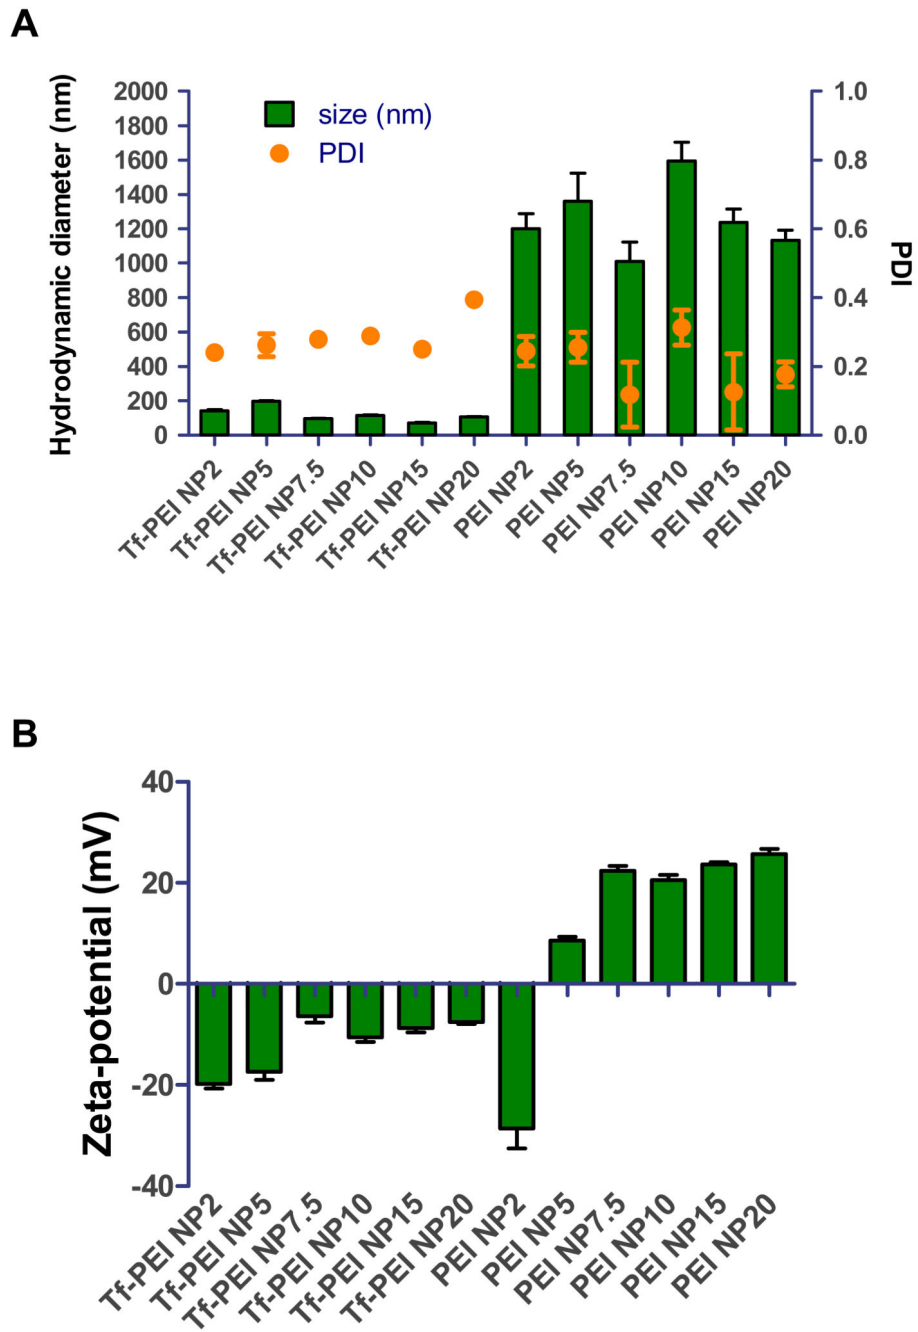 A
Hydrodynamic diameter (nm)
2000
1800
1600
1400
1200
1000
800
600
400
200
0
size (nm)
PDI
1.0
0.8
0.6
0.4
0.2
0.0
PDI
Tf-PEI NP2
Tf-PEI NP5
Tf-PEI NP7.5
Tf-PEI NP10
Tf-PEI NP15
Tf-PEI NP20
PEI NP2
PEI NP5
PEI NP7.5
PEI NP10
PEI NP15
PEI NP20
B
Zeta-potential (mV)
40
20
0
-20
-40
Tf-PEI NP2
Tf-PEI NP5
Tf-PEI NP7.5
Tf-PEI NP10
Tf-PEI NP15
Tf-PEI NP20
PEI NP2
PEI NP5
PEI NP7.5
PEI NP10
PEI NP15
PEI NP20